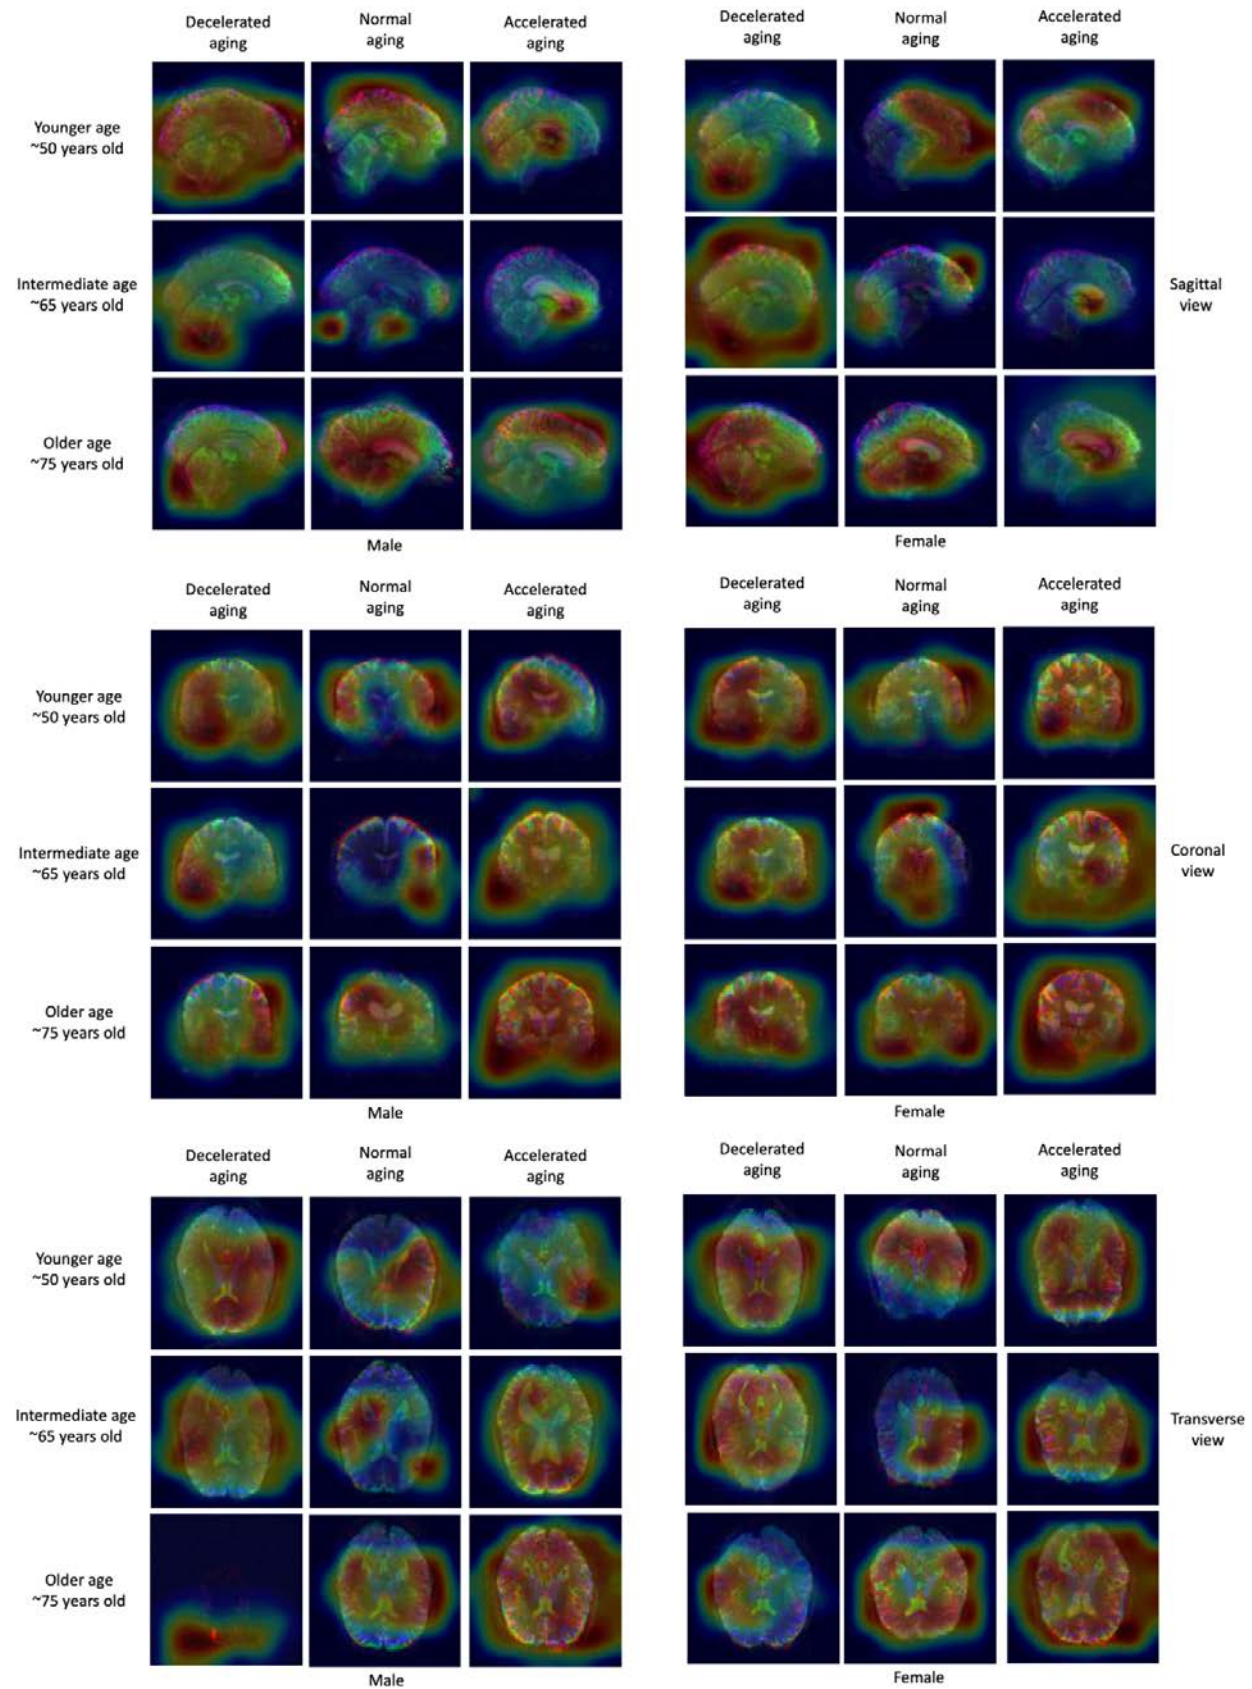 Decelerated
aging
Normal
aging
Accelerated
aging
Decelerated
aging
Normal
aging
Accelerated
aging
Younger age
~50 years old
Intermediate age
~65 years old
Sagittal
view
Older age
~75 years old
Male
Female
Decelerated
aging
Normal
aging
Accelerated
aging
Decelerated
aging
Normal
aging
Accelerated
aging
Younger age
~50 years old
Intermediate age
~65 years old
Coronal
view
Older age
~75 years old
Male
Female
Decelerated
aging
Normal
aging
Accelerated
aging
Decelerated
aging
Normal
aging
Accelerated
aging
Younger age
~50 years old
Intermediate age
~65 years old
Transverse
view
Older age
~75 years old
Male
Female